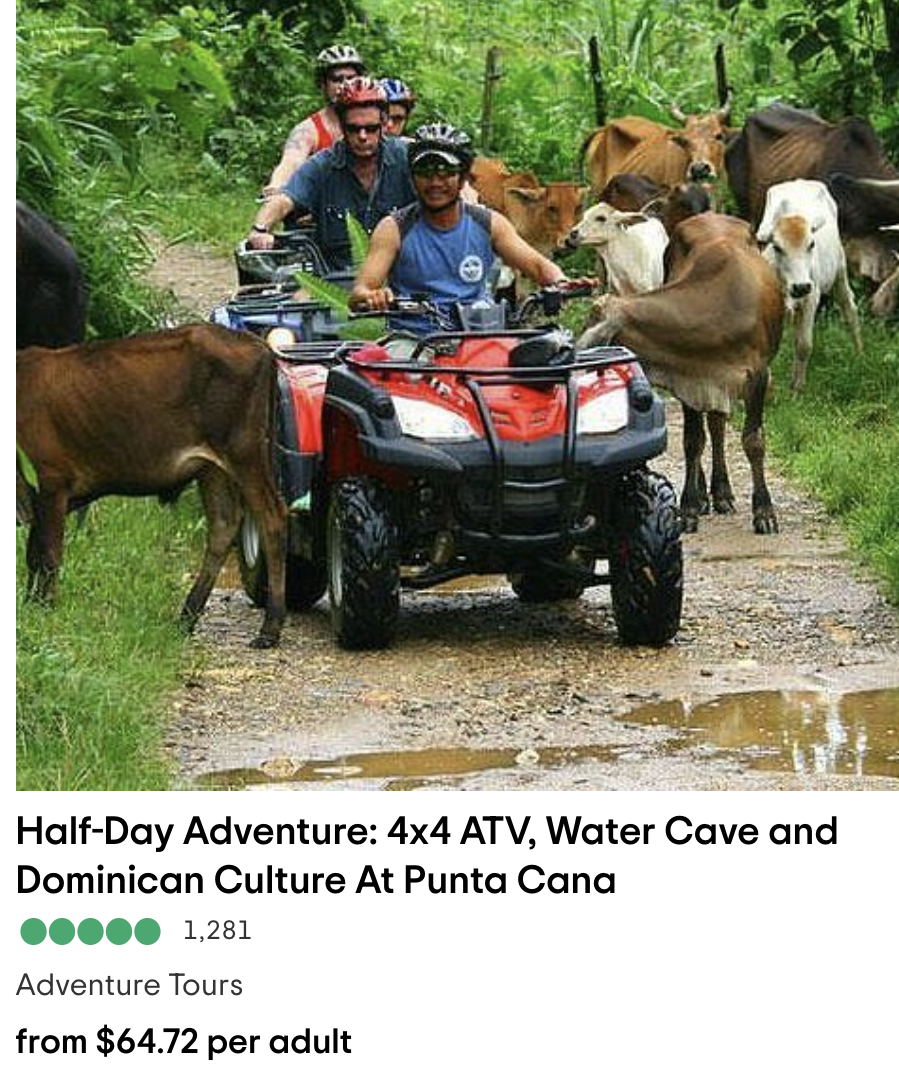 Half-Day Adventure: 4x4 ATV, Water Cave and
Dominican Culture At Punta Cana
1,281
Adventure Tours
from $64.72 per adult